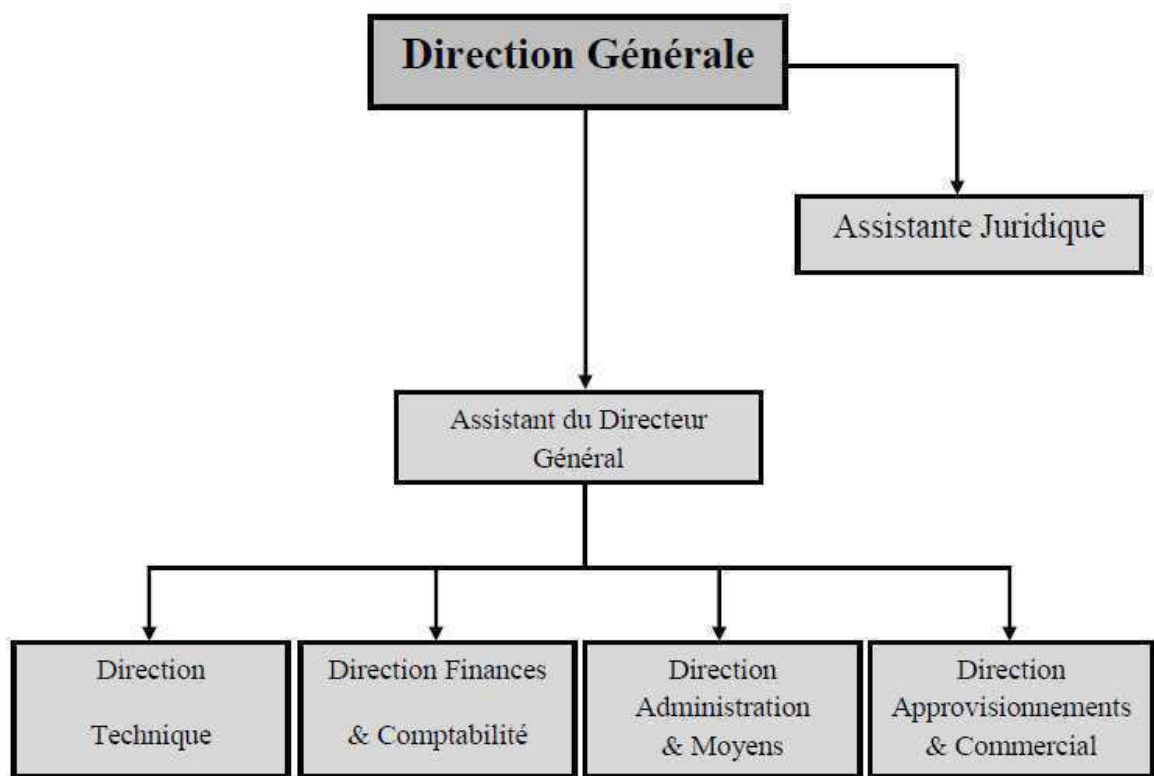 Direction Générale
Assistante Juridique
Assistant du Directeur
Général
Direction
Technique
Direction Finances
& Comptabilité
Direction
Administration
& Moyens
Direction
Approvisionnements
& Commercial